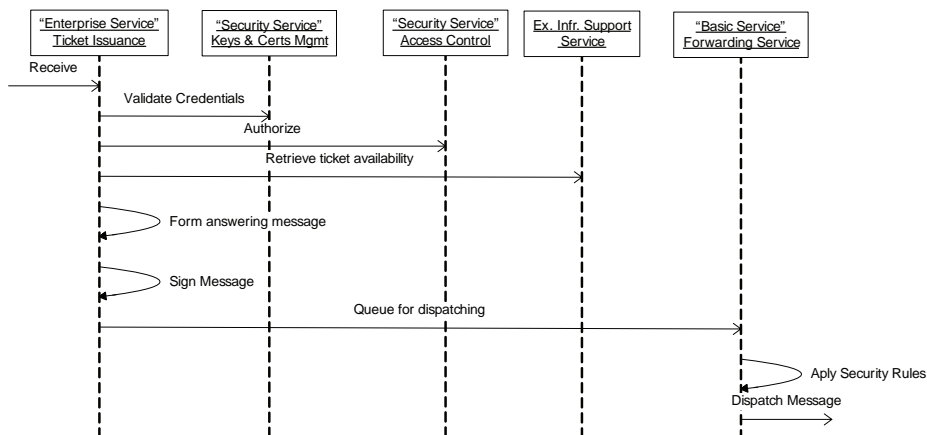 “Enterprise Service”
Ticket Issuance
“Security Service”
Keys & Certs Mgmt
“Security Service”
Access Control
Ex. Infr. Support
Service
“Basic Service”
Forwarding Service
Receive
Validate Credentials
Authorize
Retrieve ticket availability
Form answering message
Sign Message
Queue for dispatching
Aply Security Rules
Dispatch Message